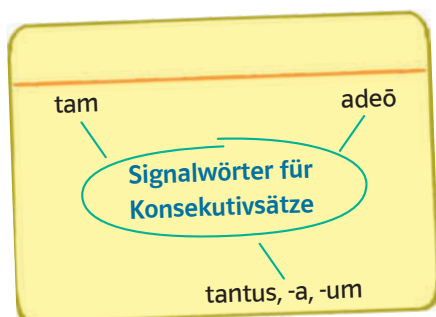 tam
adeō
Signalwörter für
Konsekutivsätze
tantus, -a, -um